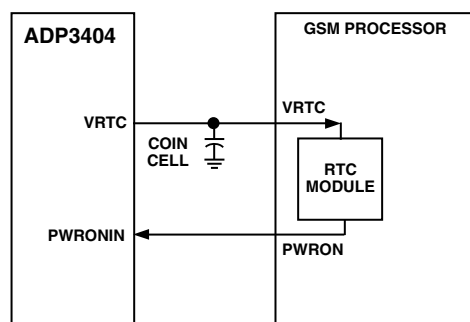 ADP3404
GSM PROCESSOR
VRTC
VRTC
COIN
CELL
RTC
MODULE
PWRONIN
PWRON